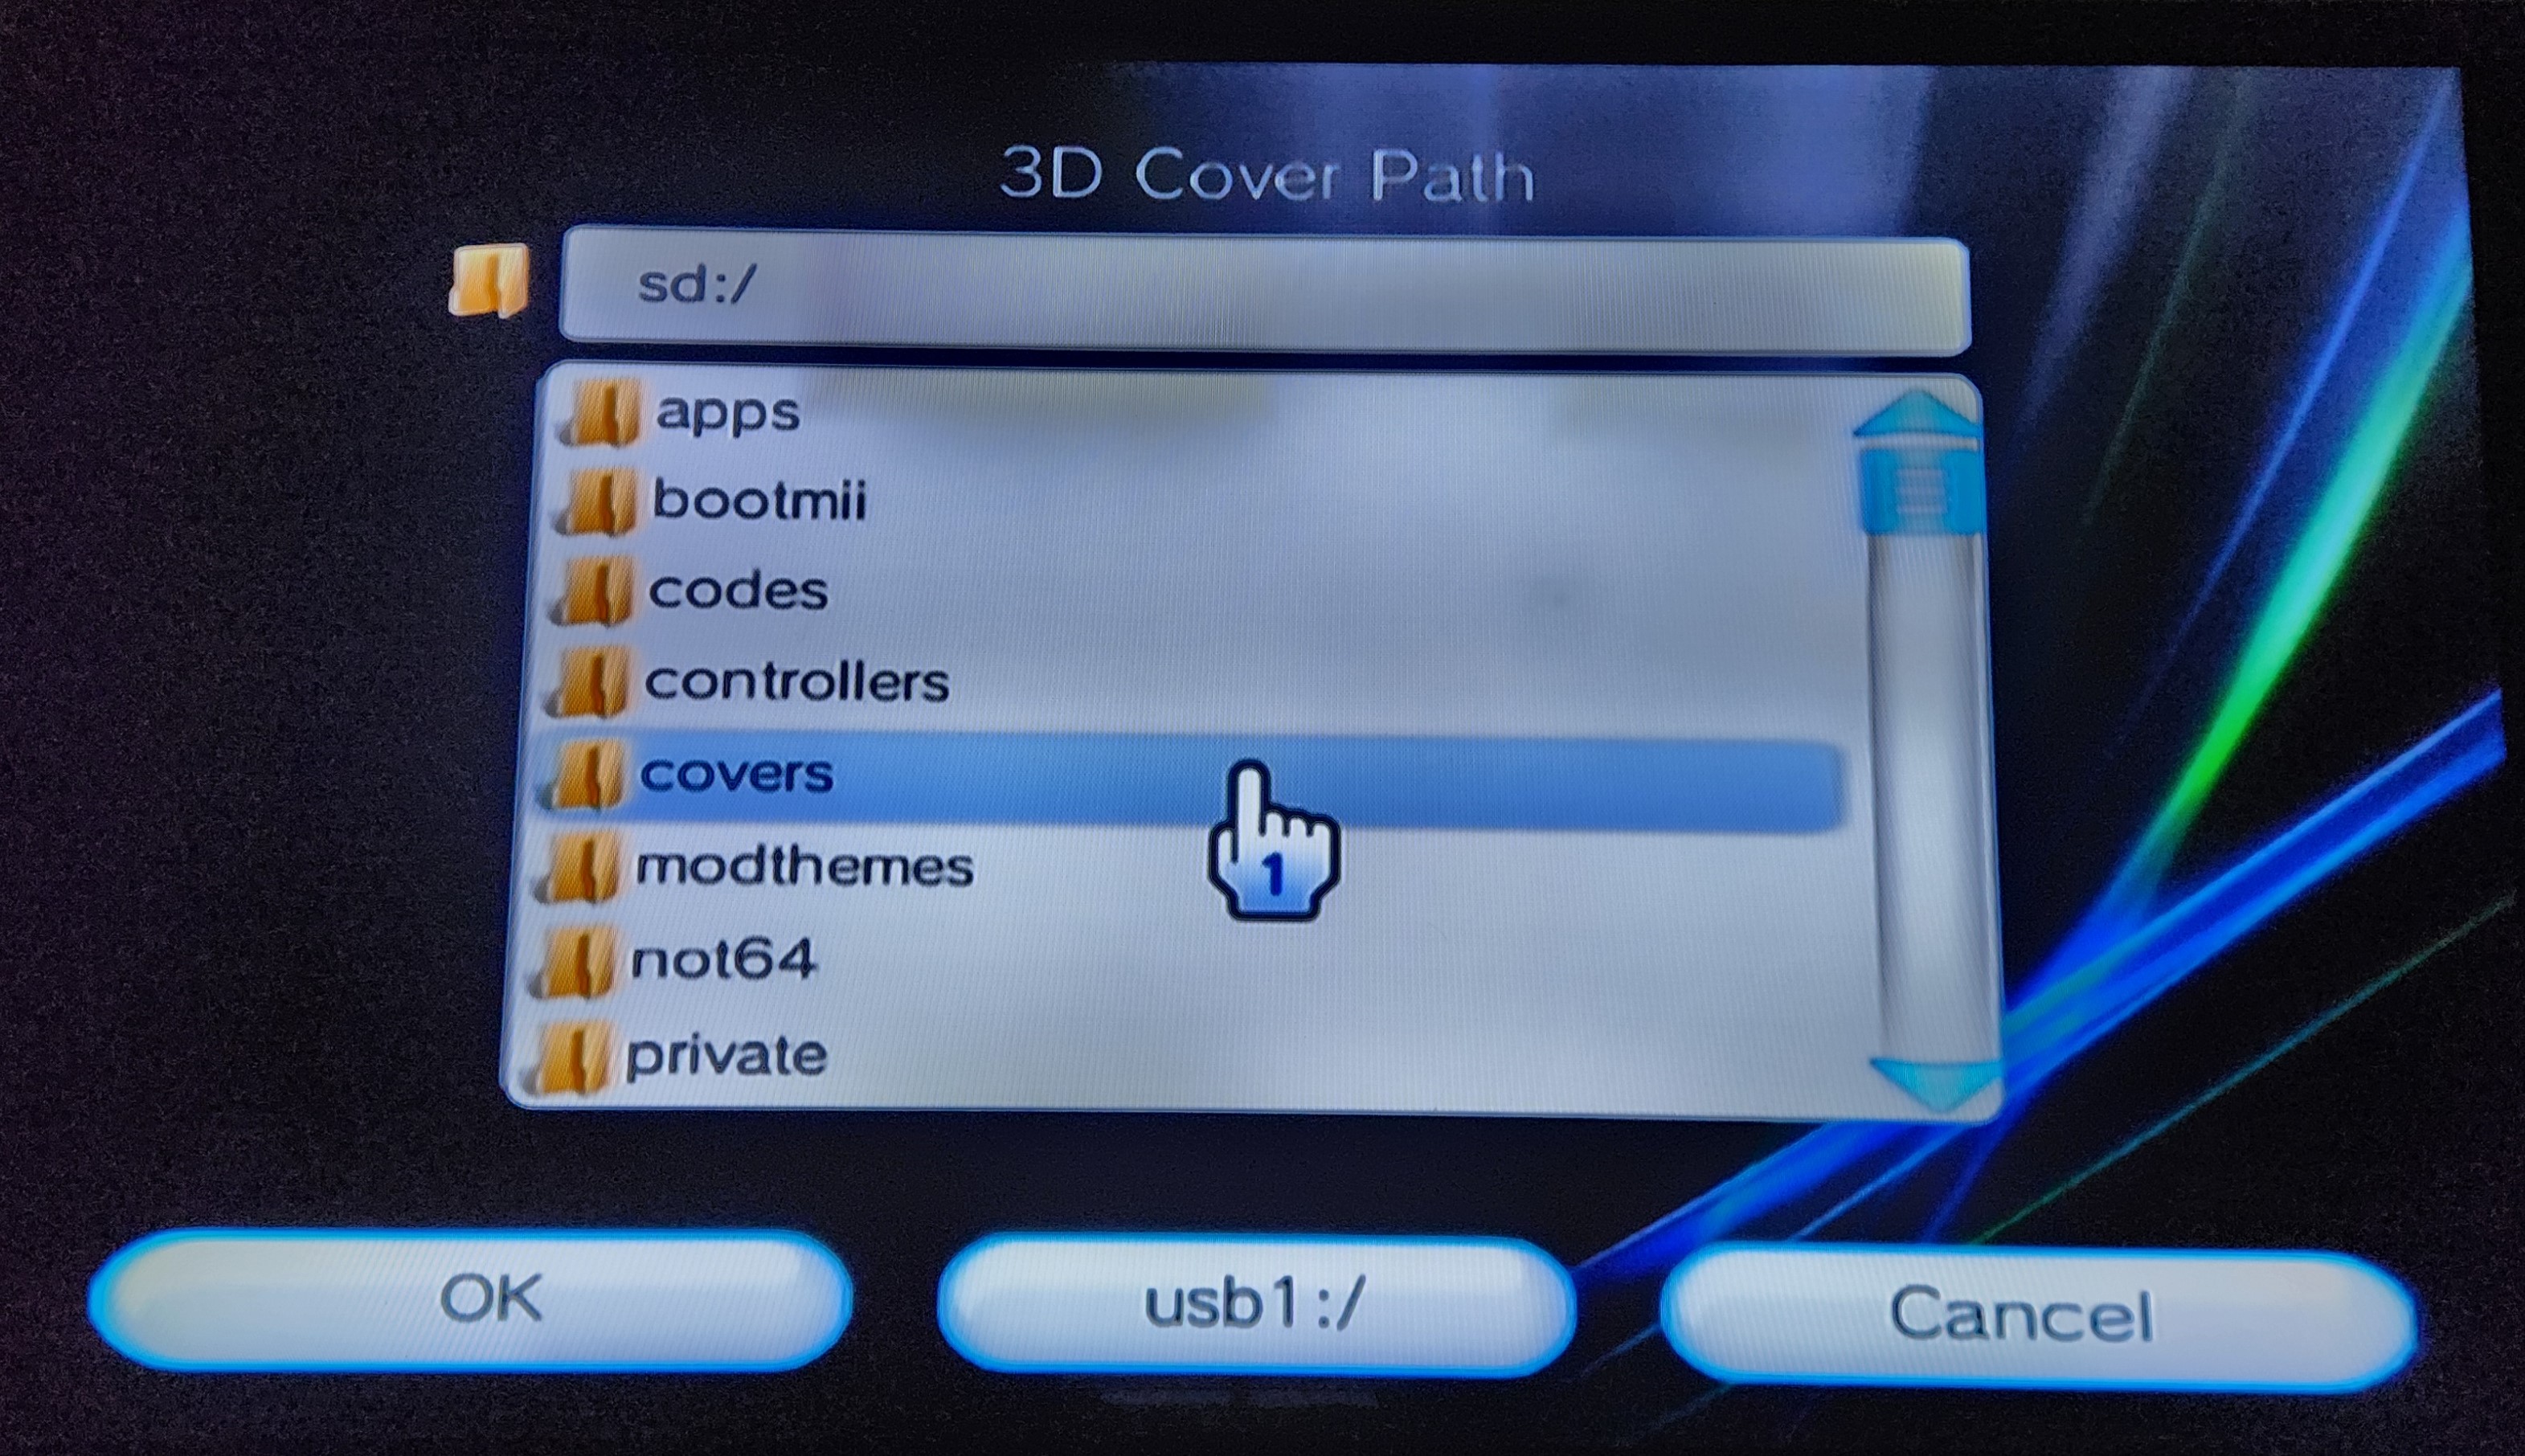 3D Cover Path
sd:/
apps
bootmii
codes
controllers
covers
1
modthemes
not64
private
OK
usb1:/
Cancel